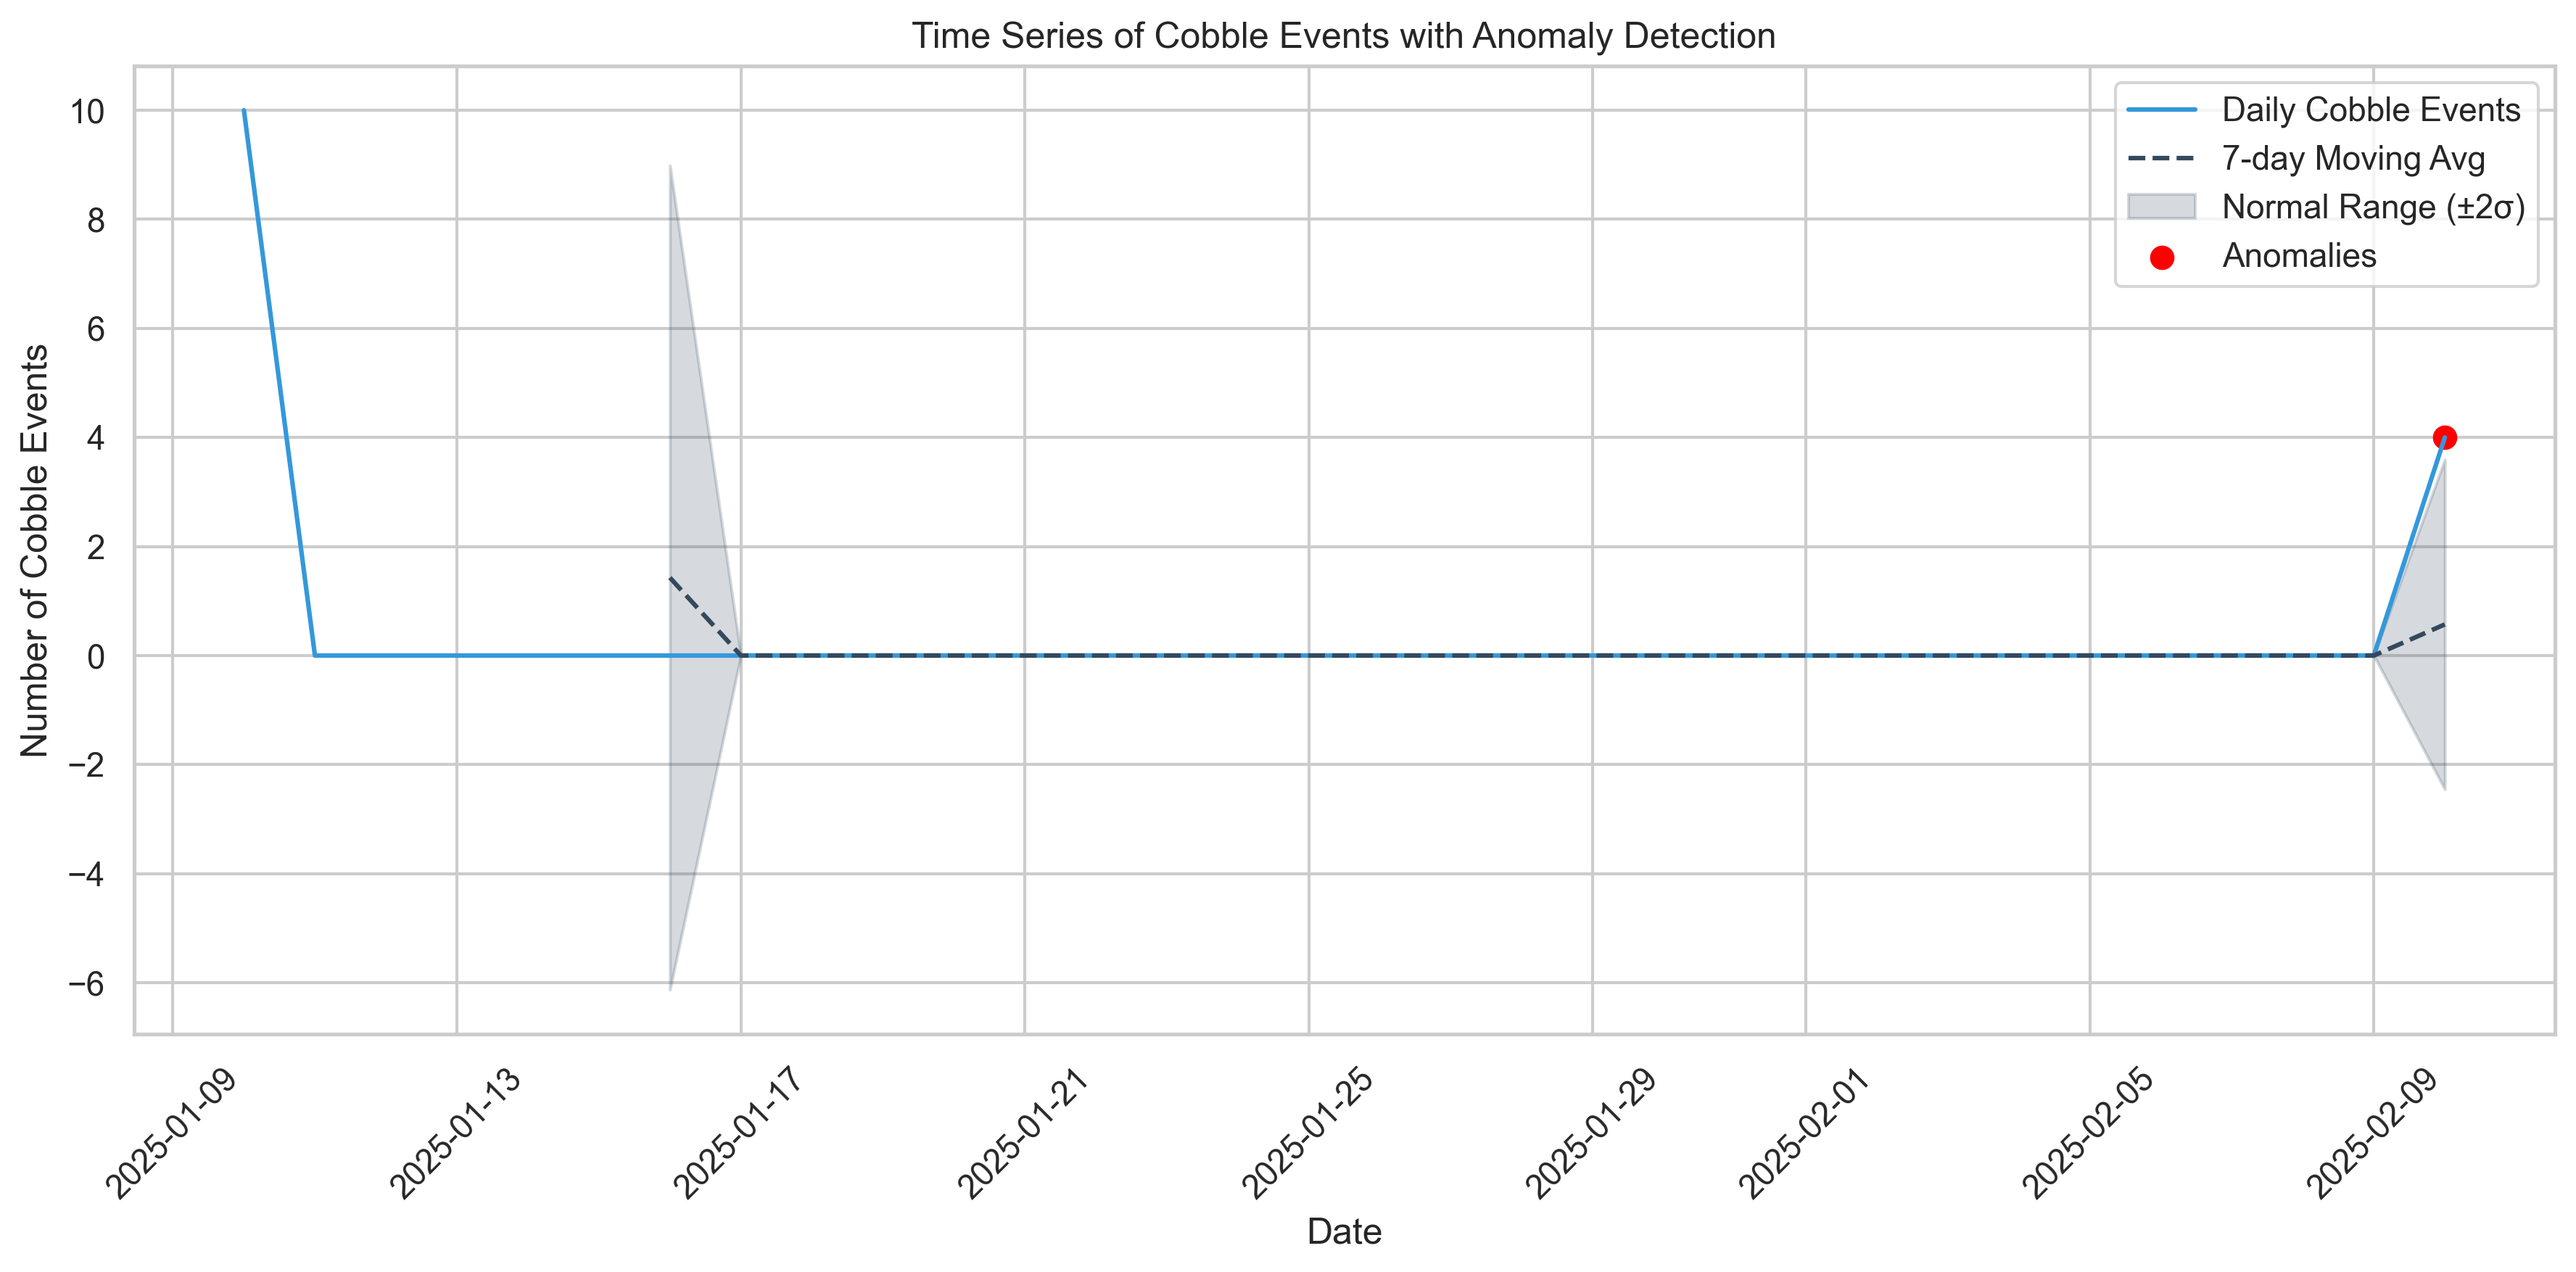 Time Series of Cobble Events with Anomaly Detection
Daily Cobble Events
7-day Moving Avg
Normal Range (±2σ)
Anomalies
Number of Cobble Events
10
8
6
4
2
0
−2
−4
−6
2025-01-09
2025-01-13
2025-01-17
2025-01-21
2025-01-25
2025-01-29
2025-02-01
2025-02-05
2025-02-09
Date